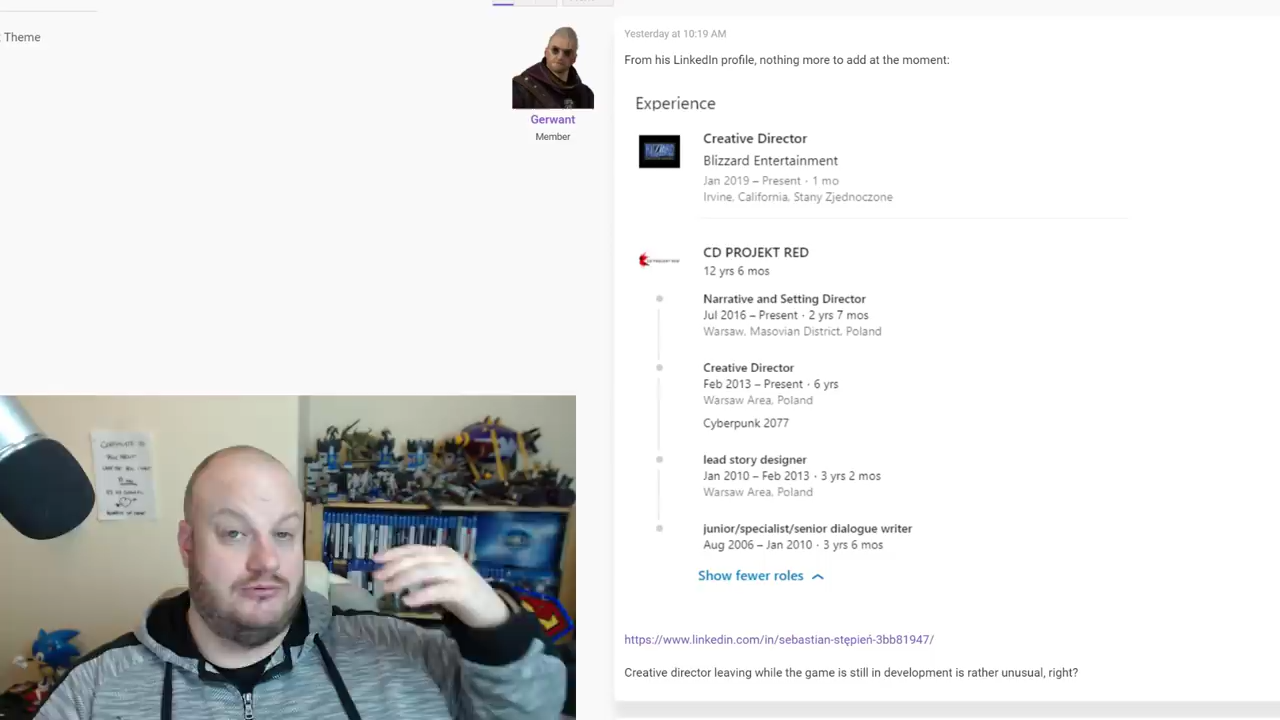 Theme
Gerwant
Member
Yesterday at 10:19 AM
From his LinkedIn profile, nothing more to add at the moment:
Experience
Creative Director
Blizzard Entertainment
Jan 2019 – Present · 1 mo
Irvine, California, Stany Zjednoczone
CD PROJEKT RED
CD PROJEKT RED
12 yrs 6 mos
Narrative and Setting Director
Jul 2016 – Present · 2 yrs 7 mos
Warsaw, Masovian District, Poland
Creative Director
Feb 2013 – Present · 6 yrs
Warsaw Area, Poland
Cyberpunk 2077
lead story designer
Jan 2010 – Feb 2013 · 3 yrs 2 mos
Warsaw Area, Poland
junior/specialist/senior dialogue writer
Aug 2006 – Jan 2010 · 3 yrs 6 mos
Show fewer roles
https://www.linkedin.com/in/sebastian-stępień-3bb81947/
Creative director leaving while the game is still in development is rather unusual, right?